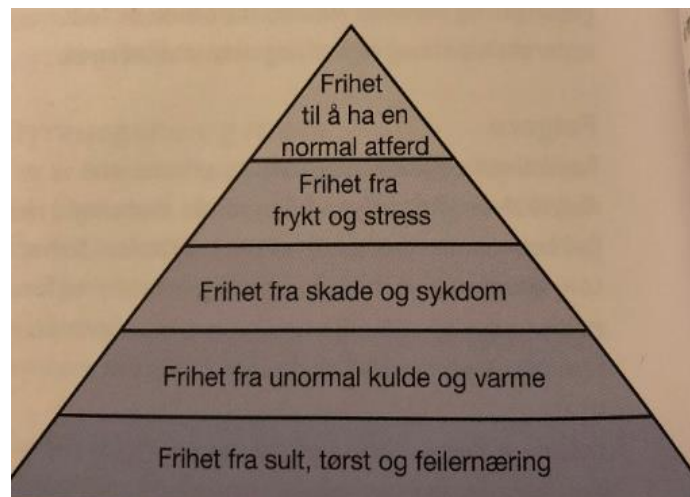 Frihet
til å ha en
normal atferd
Frihet fra
frykt og stress
Frihet fra skade og sykdom
Frihet fra unormal kulde og varme
Frihet fra sult, tørst og feilernæring